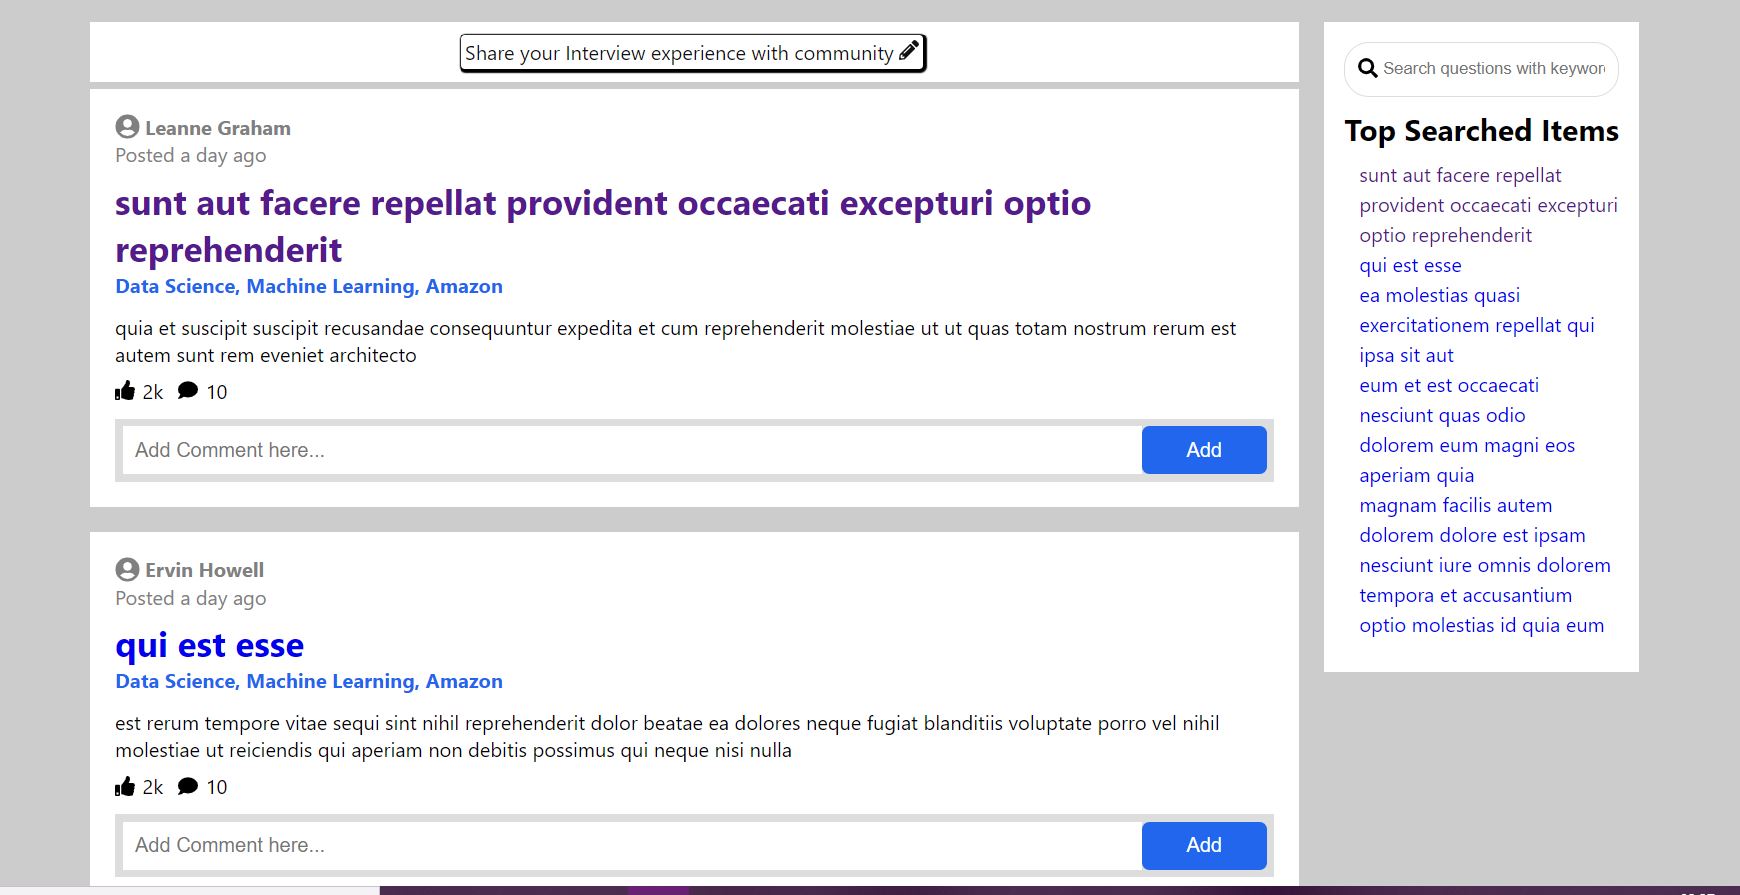 Share your Interview experience with community
Leanne Graham
Posted a day ago
sunt aut facere repellat provident occaecati excepturi optio
reprehenderit
Data Science, Machine Learning, Amazon
quia et suscipit suscipit recusandae consequuntur expedita et cum reprehenderit molestiae ut ut quas totam nostrum rerum est
autem sunt rem eveniet architecto
2k 10
Add Comment here...
Add
Ervin Howell
Posted a day ago
qui est esse
Data Science, Machine Learning, Amazon
est rerum tempore vitae sequi sint nihil reprehenderit dolor beatae ea dolores neque fugiat blanditiis voluptate porro vel nihil
molestiae ut reiciendis qui aperiam non debitis possimus qui neque nisi nulla
2k 10
Add Comment here...
Add
Search questions with keywor
Top Searched Items
sunt aut facere repellat
provident occaecati excepturi
optio reprehenderit
qui est esse
ea molestias quasi
exercitationem repellat qui
ipsa sit aut
eum et est occaecati
nesciunt quas odio
dolorem eum magni eos
aperiam quia
magnam facilis autem
dolorem dolore est ipsam
nesciunt iure omnis dolorem
tempora et accusantium
optio molestias id quia eum